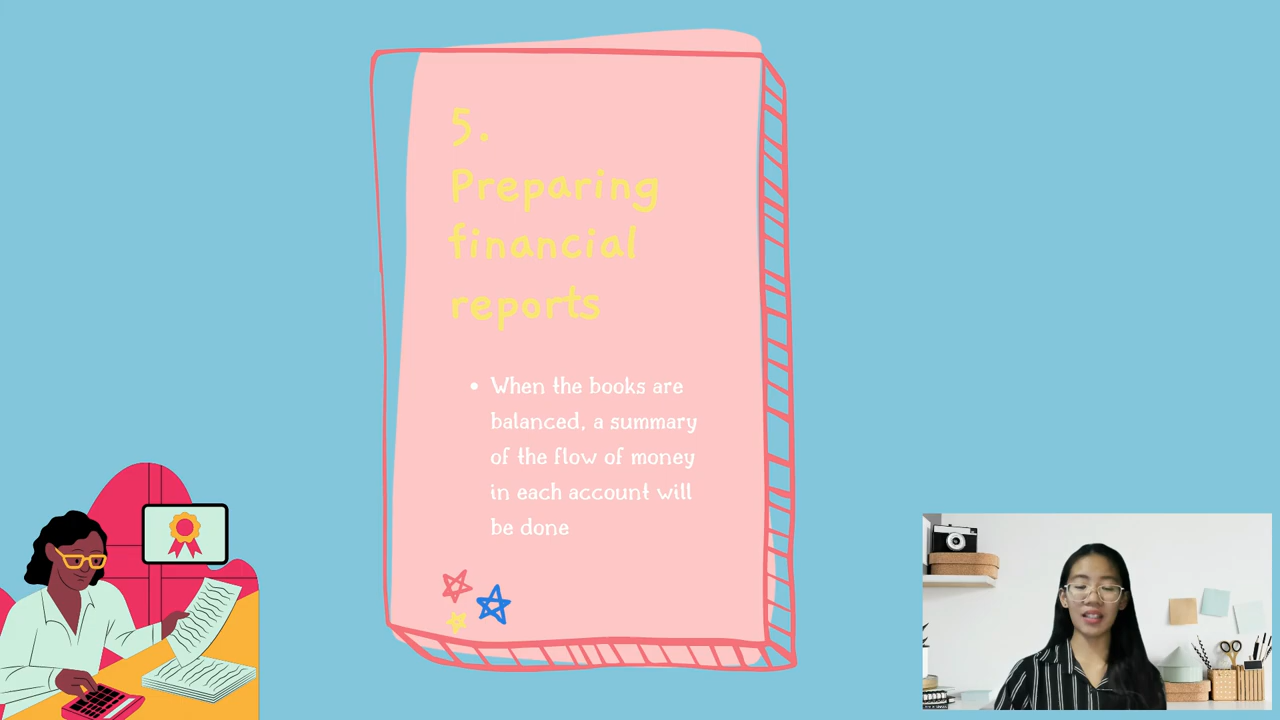 5.
Preparing
financial
reports
• When the books are
balanced, a summary
of the flow of money
in each account will
be done